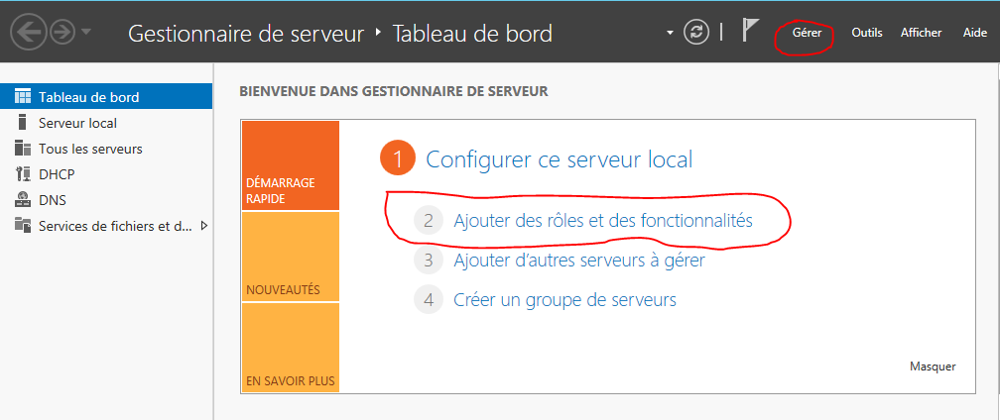 Gestionnaire de serveur ‣ Tableau de bord
Gérer Outils Afficher Aide
Tableau de bord
Serveur local
Tous les serveurs
DHCP
DNS
Services de fichiers et d...
BIENVENUE DANS GESTIONNAIRE DE SERVEUR
DÉMARRAGE
RAPIDE
NOUVEAUTÉS
EN SAVOIR PLUS
1 Configurer ce serveur local
2 Ajouter des rôles et des fonctionnalités
3 Ajouter d’autres serveurs à gérer
4 Créer un groupe de serveurs
Masquer